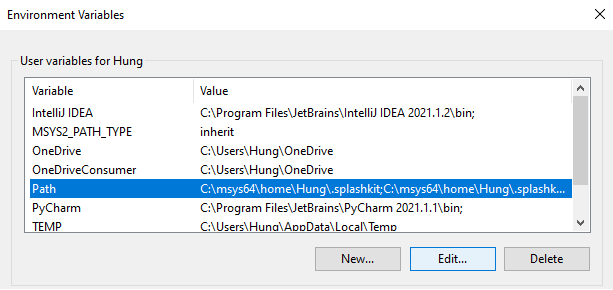 Environment Variables
User variables for Hung
Variable Value
IntelliJ IDEA C:\Program Files\JetBrains\IntelliJ IDEA 2021.1.2\bin;
MSYS2_PATH_TYPE inherit
OneDrive C:\Users\Hung\OneDrive
OneDriveConsumer C:\Users\Hung\OneDrive
Path C:\msys64\home\Hung\.splashkit;C:\msys64\home\Hung\.splashk...
PyCharm C:\Program Files\JetBrains\PyCharm 2021.1.1\bin;
TEMP C:\Users\Hung\AppData\Local\Temp
New... Edit... Delete